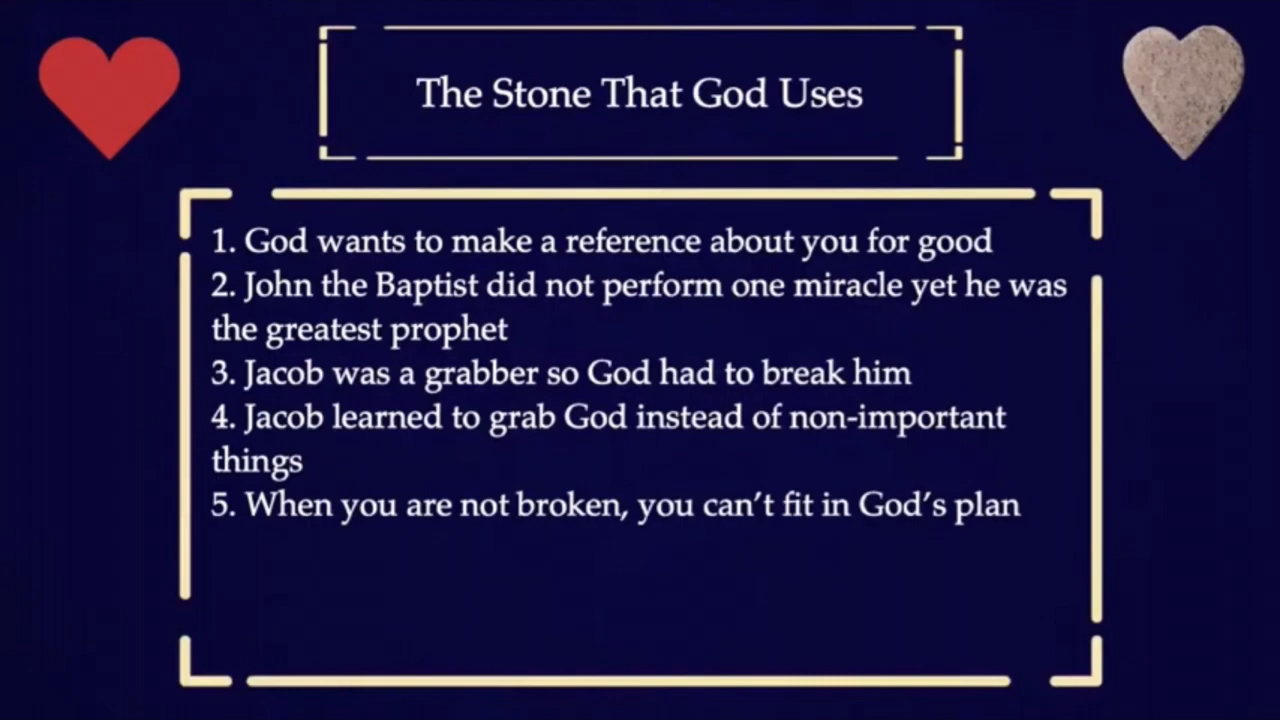 The Stone That God Uses
1. God wants to make a reference about you for good
2. John the Baptist did not perform one miracle yet he was
the greatest prophet
3. Jacob was a grabber so God had to break him
4. Jacob learned to grab God instead of non-important
things
5. When you are not broken, you can’t fit in God’s plan